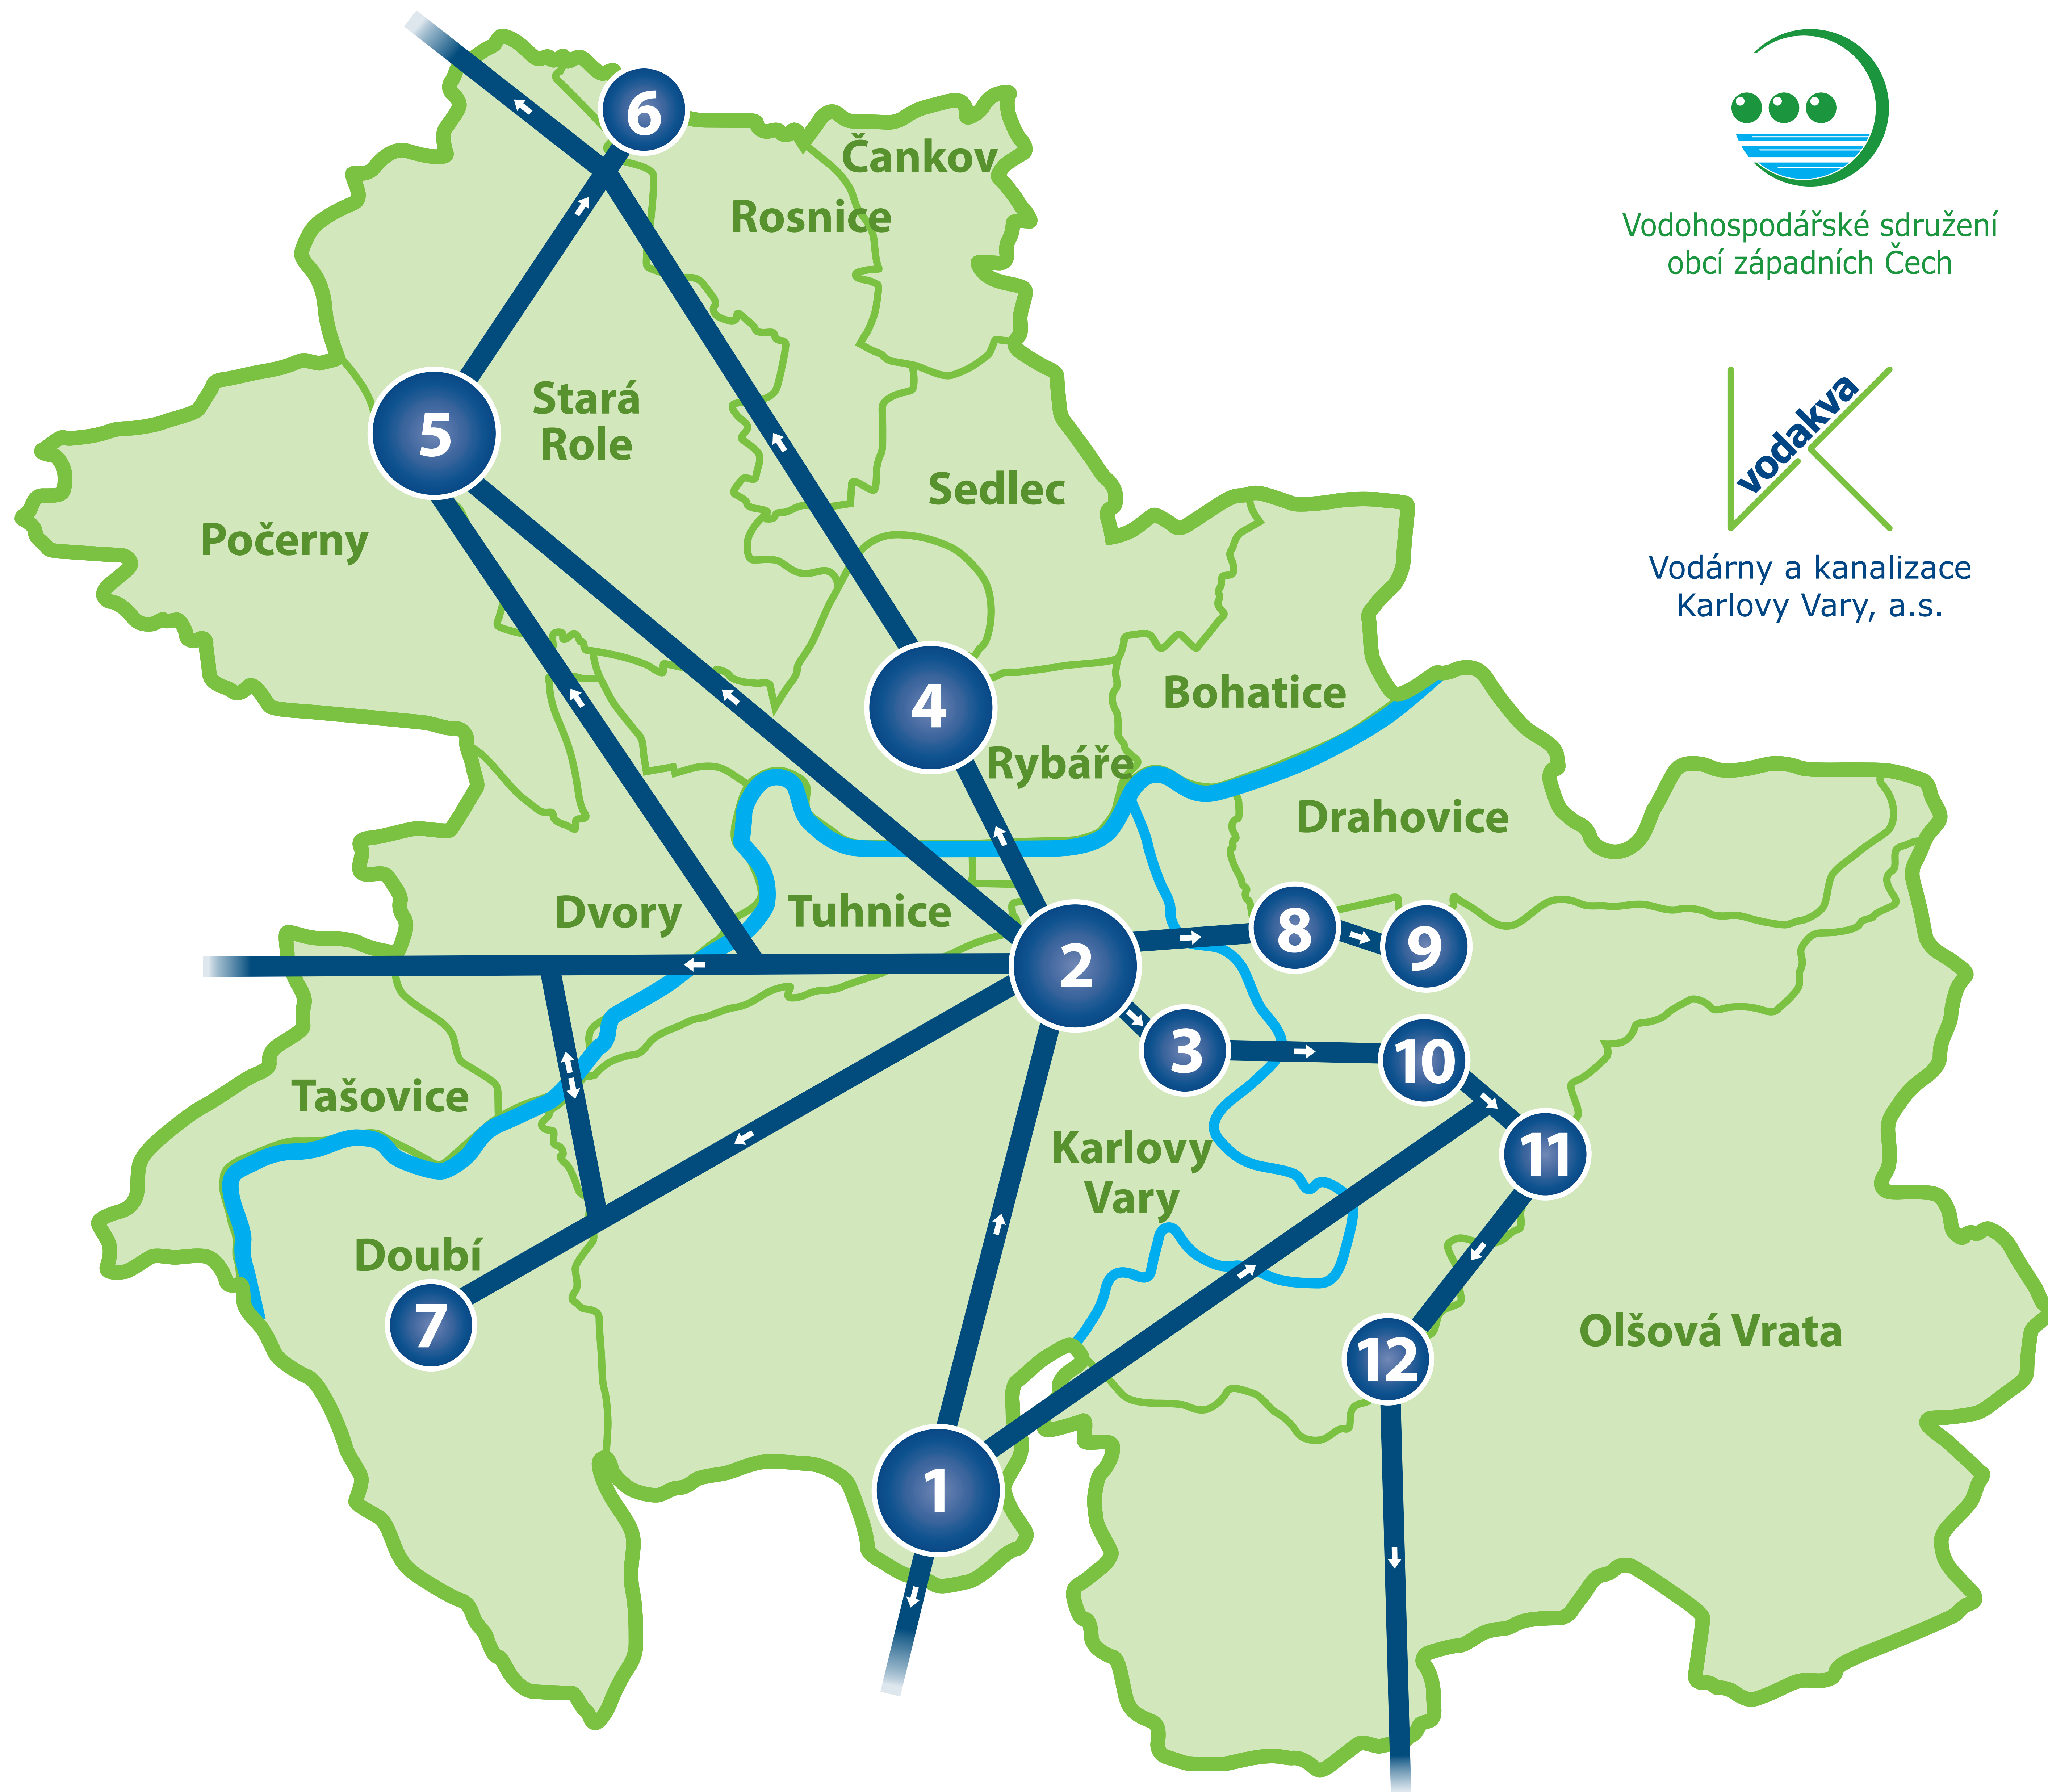 6
Čankov
Rosnice
Vodohospodářské sdružení
obcí západních Čech
5
Stará
Role
vodakva
Sedlec
Počerny
Vodárny a kanalizace
Karlovy Vary, a.s.
4
Bohatice
Rybáře
Drahovice
Dvory
Tuhnice
8
9
2
3
10
Tašovice
Karlovy
Vary
11
Doubí
7
12
Olšová Vrata
1